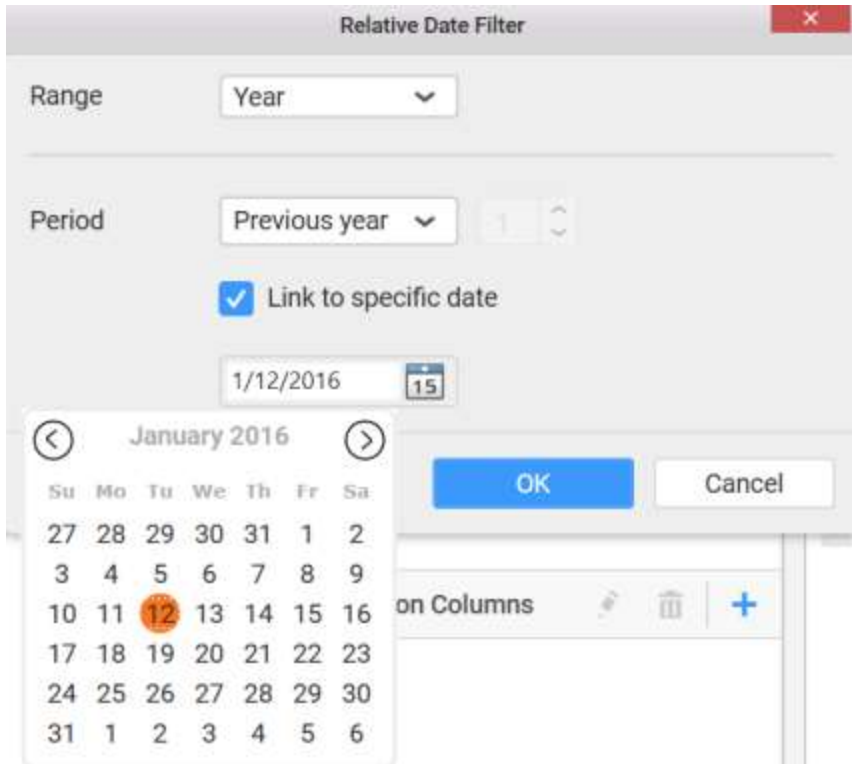 Relative Date Filter
Range Year
Period Previous year 1
Link to specific date
1/12/2016 15
January 2016
OK Cancel
Su Mo Tu We Th Fr Sa
27 28 29 30 31 1 2
3 4 5 6 7 8 9
on Columns
10 11 12 13 14 15 16
17 18 19 20 21 22 23
24 25 26 27 28 29 30
31 1 2 3 4 5 6